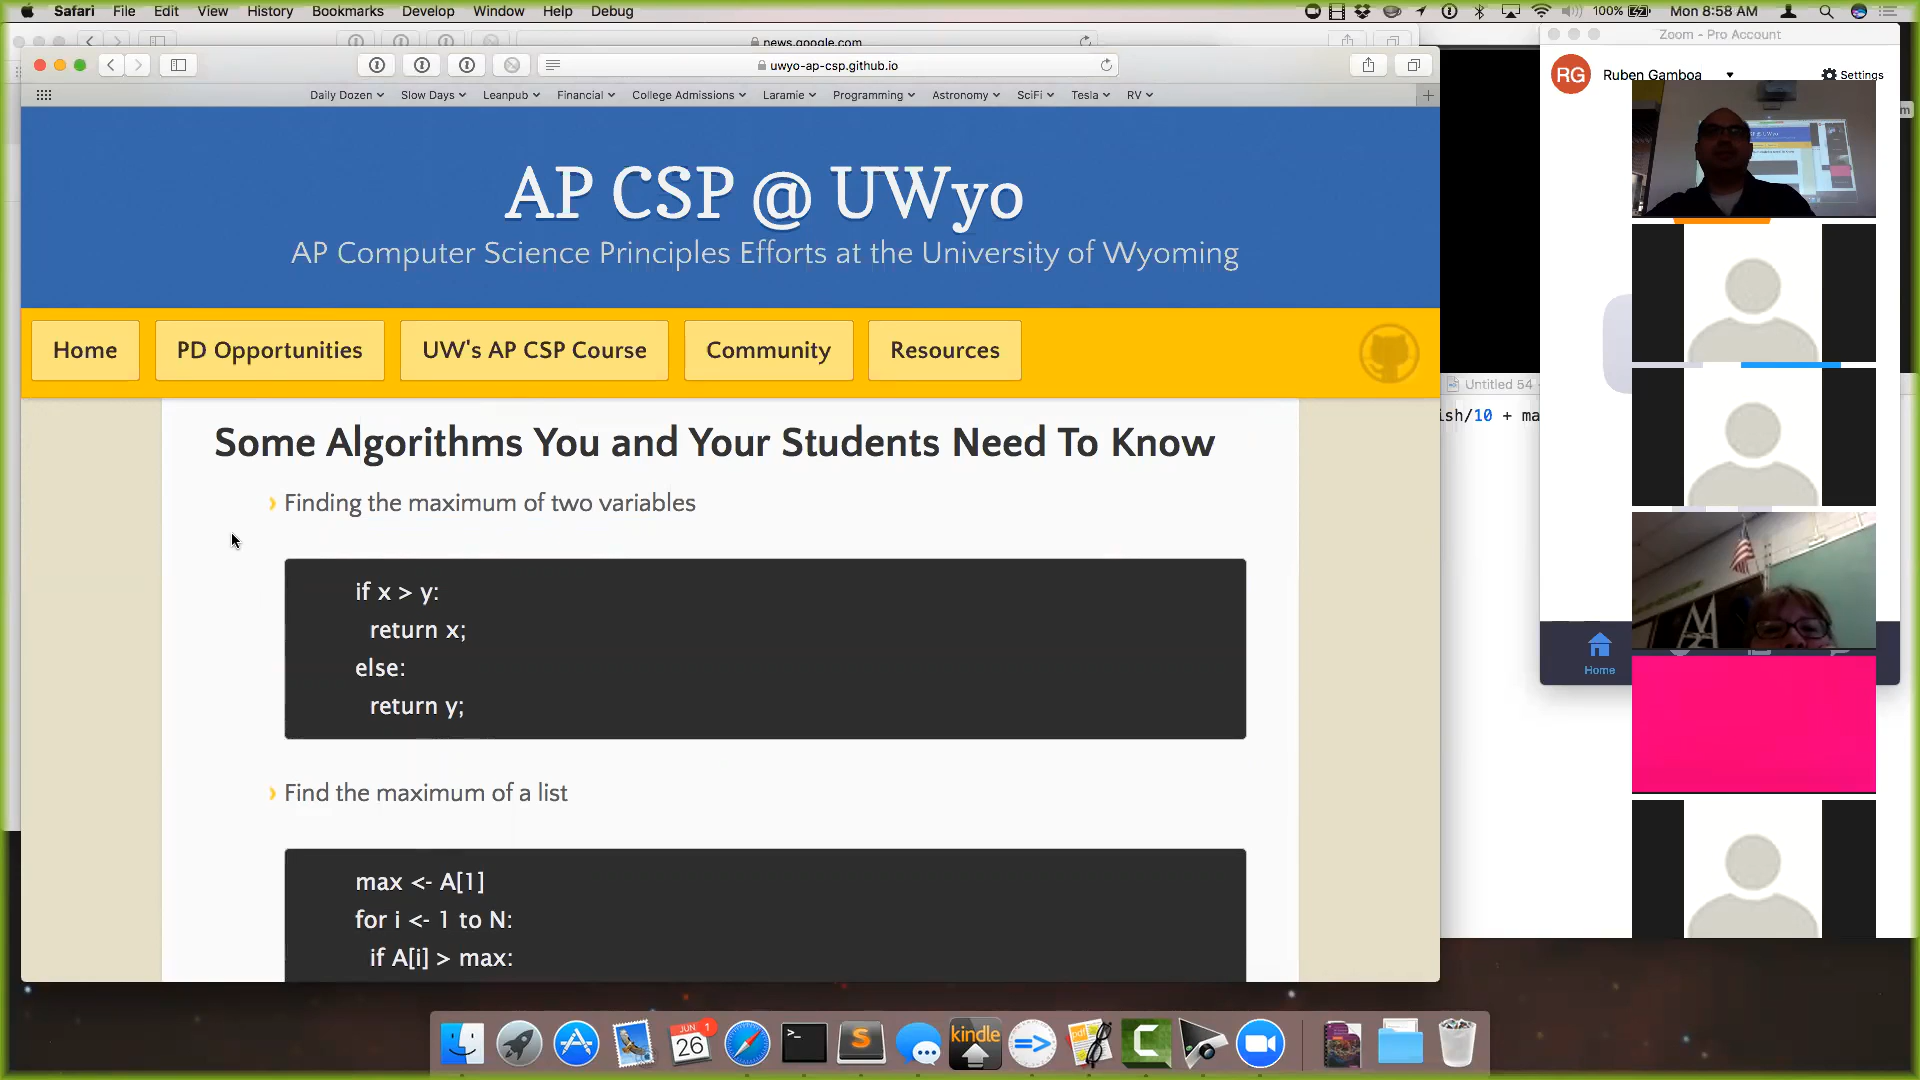 Safari File Edit View History Bookmarks Develop Window Help Debug
100% Mon 8:58 AM
news.google.com
Zoom - Pro Account
uwyo-ap-csp.github.io
RG Ruben Gamboa Settings
Daily Dozen Slow Days Leanpub Financial College Admissions Laramie Programming Astronomy SciFi Tesla RV
AP CSP @ UWyo
AP Computer Science Principles Efforts at the University of Wyoming
Home PD Opportunities UW's AP CSP Course Community Resources
Untitled 54
ish/10 + ma
Some Algorithms You and Your Students Need To Know
Finding the maximum of two variables
if x > y:
return x;
else:
return y;
Home
Find the maximum of a list
max <- A[1]
for i <- 1 to N:
if A[i] > max:
JUN 1
26
kindle